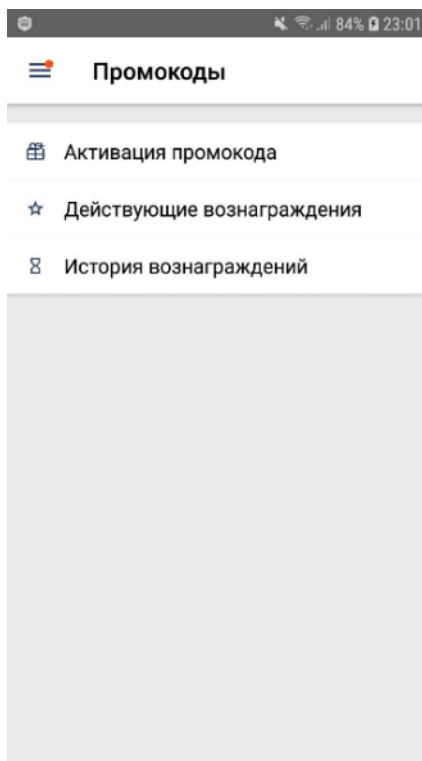 84% 23:01
Промокоды
Активация промокода
Действующие вознаграждения
История вознаграждений